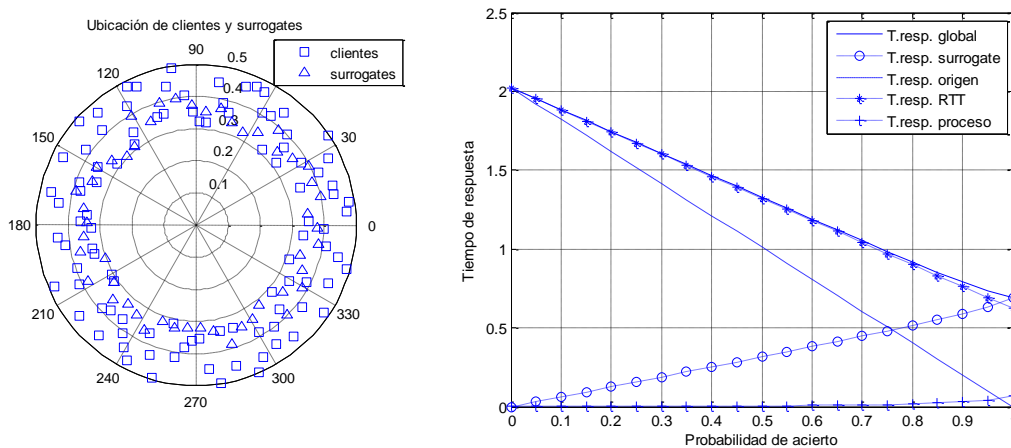 Ubicación de clientes y surrogates
clientes
surrogates
90
120
150
180
210
240
270
300
330
0
30
0.5
0.4
0.3
0.2
0.1
2.5
2
1.5
1
0.5
0
Tiempo de respuesta
T.resp. global
T.resp. surrogate
T.resp. origen
T.resp. RTT
T.resp. proceso
0 0.1 0.2 0.3 0.4 0.5 0.6 0.7 0.8 0.9
Probabilidad de acierto